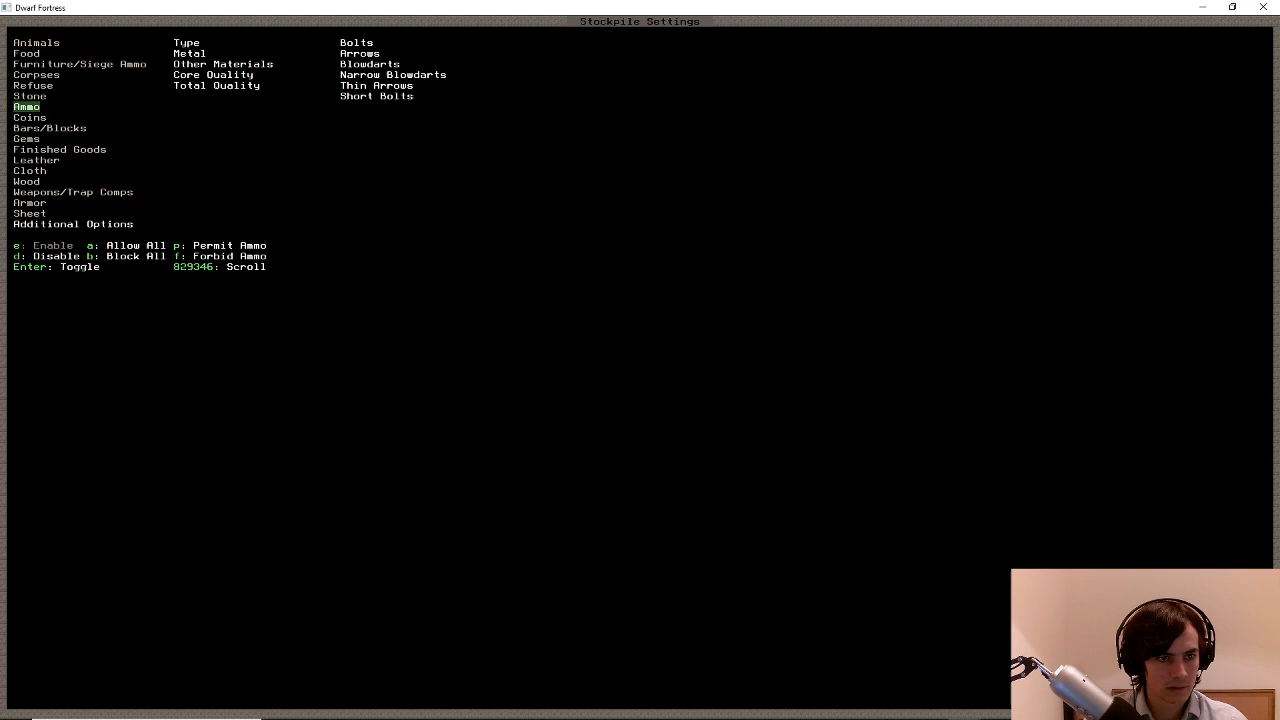 Dwarf Fortress
Stockpile Settings
Animals
Food
Furniture/Siege Ammo
Corpses
Refuse
Stone
Ammo
Coins
Bars/Blocks
Gems
Finished Goods
Leather
Cloth
Wood
Weapons/Trap Comps
Armor
Sheet
Additional Options
Type
Metal
Other Materials
Core Quality
Total Quality
Bolts
Arrows
Blowdarts
Narrow Blowdarts
Thin Arrows
Short Bolts
e: Enable a: Allow All p: Permit Ammo
d: Disable b: Block All f: Forbid Ammo
Enter: Toggle 829346: Scroll